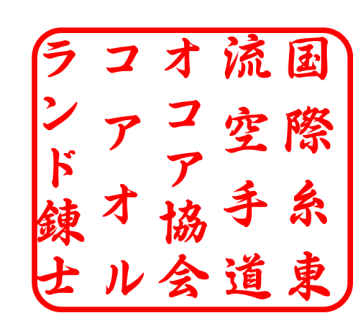 国際糸東
流空手道
オコア協会
コアオル
ランド錬士